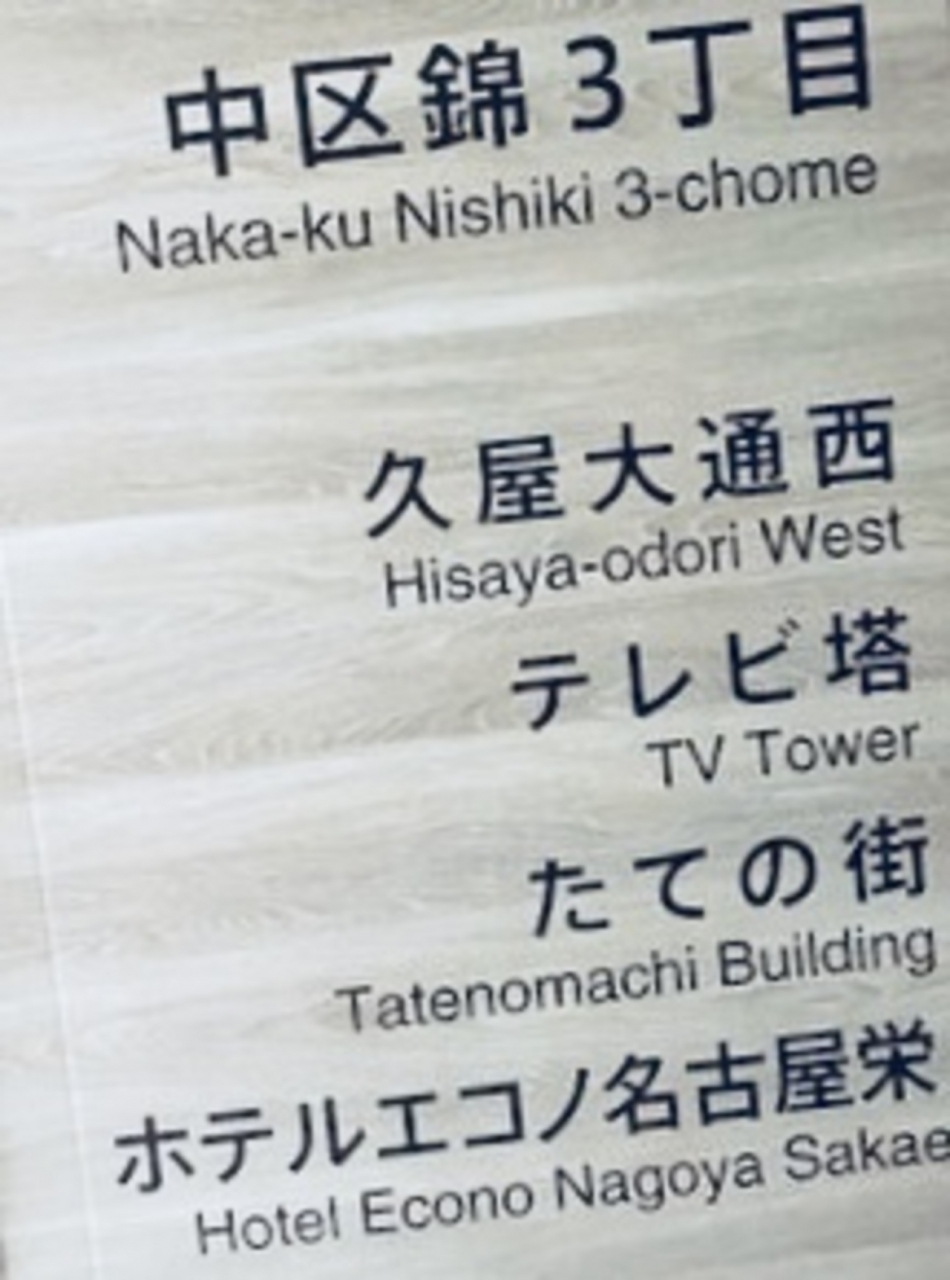 中区錦3丁目
Naka-ku Nishiki 3-chome
久屋大通西
Hisaya-odori West
テレビ塔
TV Tower
たての街
Tatenomachi Building
ホテルエコノ名古屋栄
Hotel Econo Nagoya Sakae